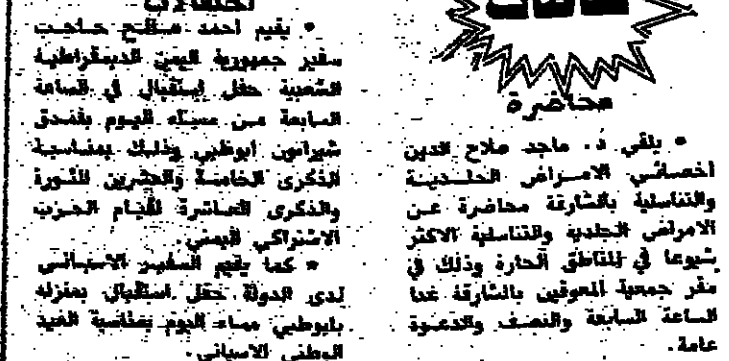 محاضرة
• يلقي د. ماجد صلاح الدين
اخصائي الامراض الجلدية
والتناسلية بالشارقة محاضرة عن
الامراض الجلدية والتناسلية الاكثر
شيوعا في المناطق الحارة وذلك في
مقر جمعية المعوقين بالشارقة غدا
الساعة السابعة والنصف والدعوة
عامة.
• يقيم احمد صالح حاجب
سفير جمهورية اليمن الديمقراطية
الشعبية حفل استقبال في الساعة
السابعة من مساء اليوم بفندق
شيراتون ابوظبي وذلك بمناسبة
الذكرى الخامسة والعشرين للثورة
والذكرى العاشرة لقيام الحزب
الاشتراكي اليمني.
• كما يقيم السفير الاسباني
لدى الدولة حفل استقبال بمنزله
بابوظبي مساء اليوم بمناسبة العيد
الوطني الاسباني.